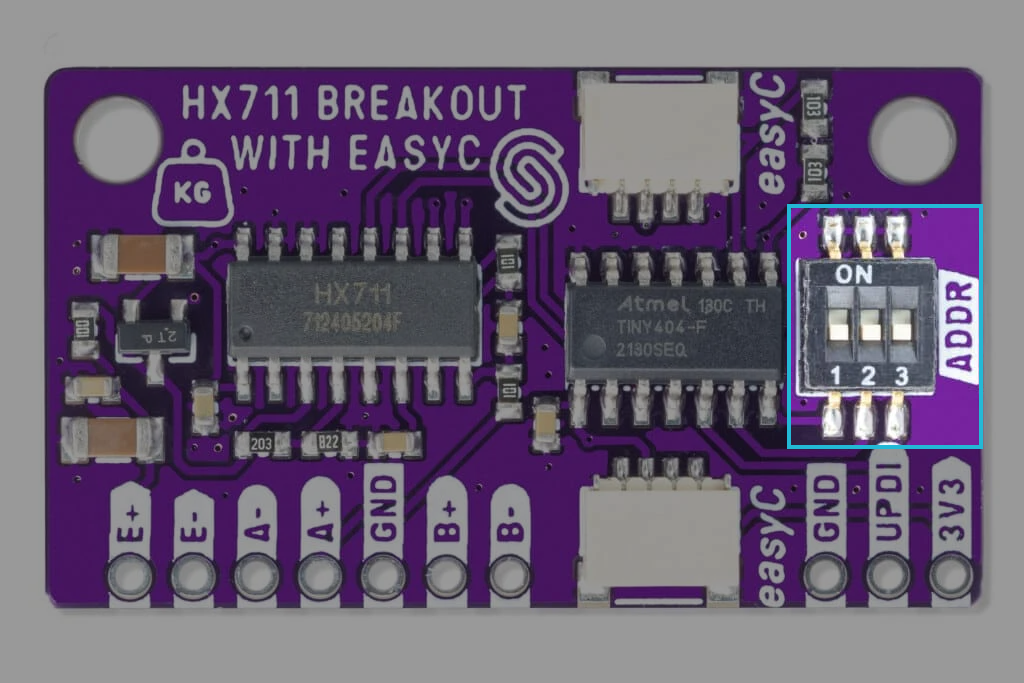 HX711 BREAKOUT
WITH EASYC
KG
easyC
103
103
101
HX711
712405204F
Atmel 130C TH
TINY404-F
2130SEQ
ON
1 2 3
ADDR
100
2TP
101
203
822
E+
E-
A-
A+
GND
B+
B-
easyC
GND
UPDI
3V3